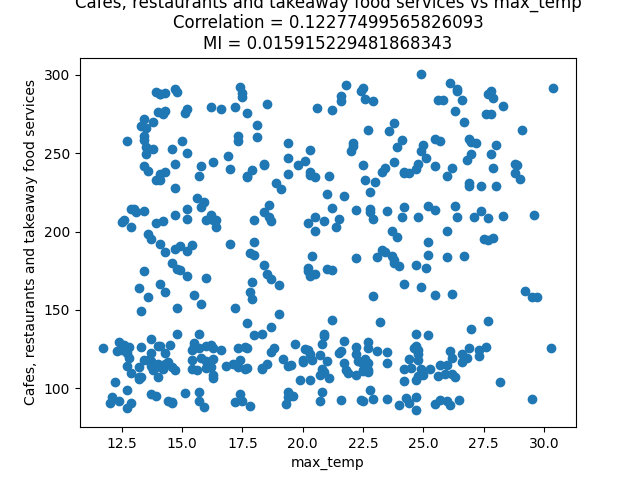 Cafes, restaurants and takeaway food services vs max_temp
Correlation = 0.12277499565826093
MI = 0.015915229481868343
300
250
200
150
100
Cafes, restaurants and takeaway food services
12.5 15.0 17.5 20.0 22.5 25.0 27.5 30.0
max_temp